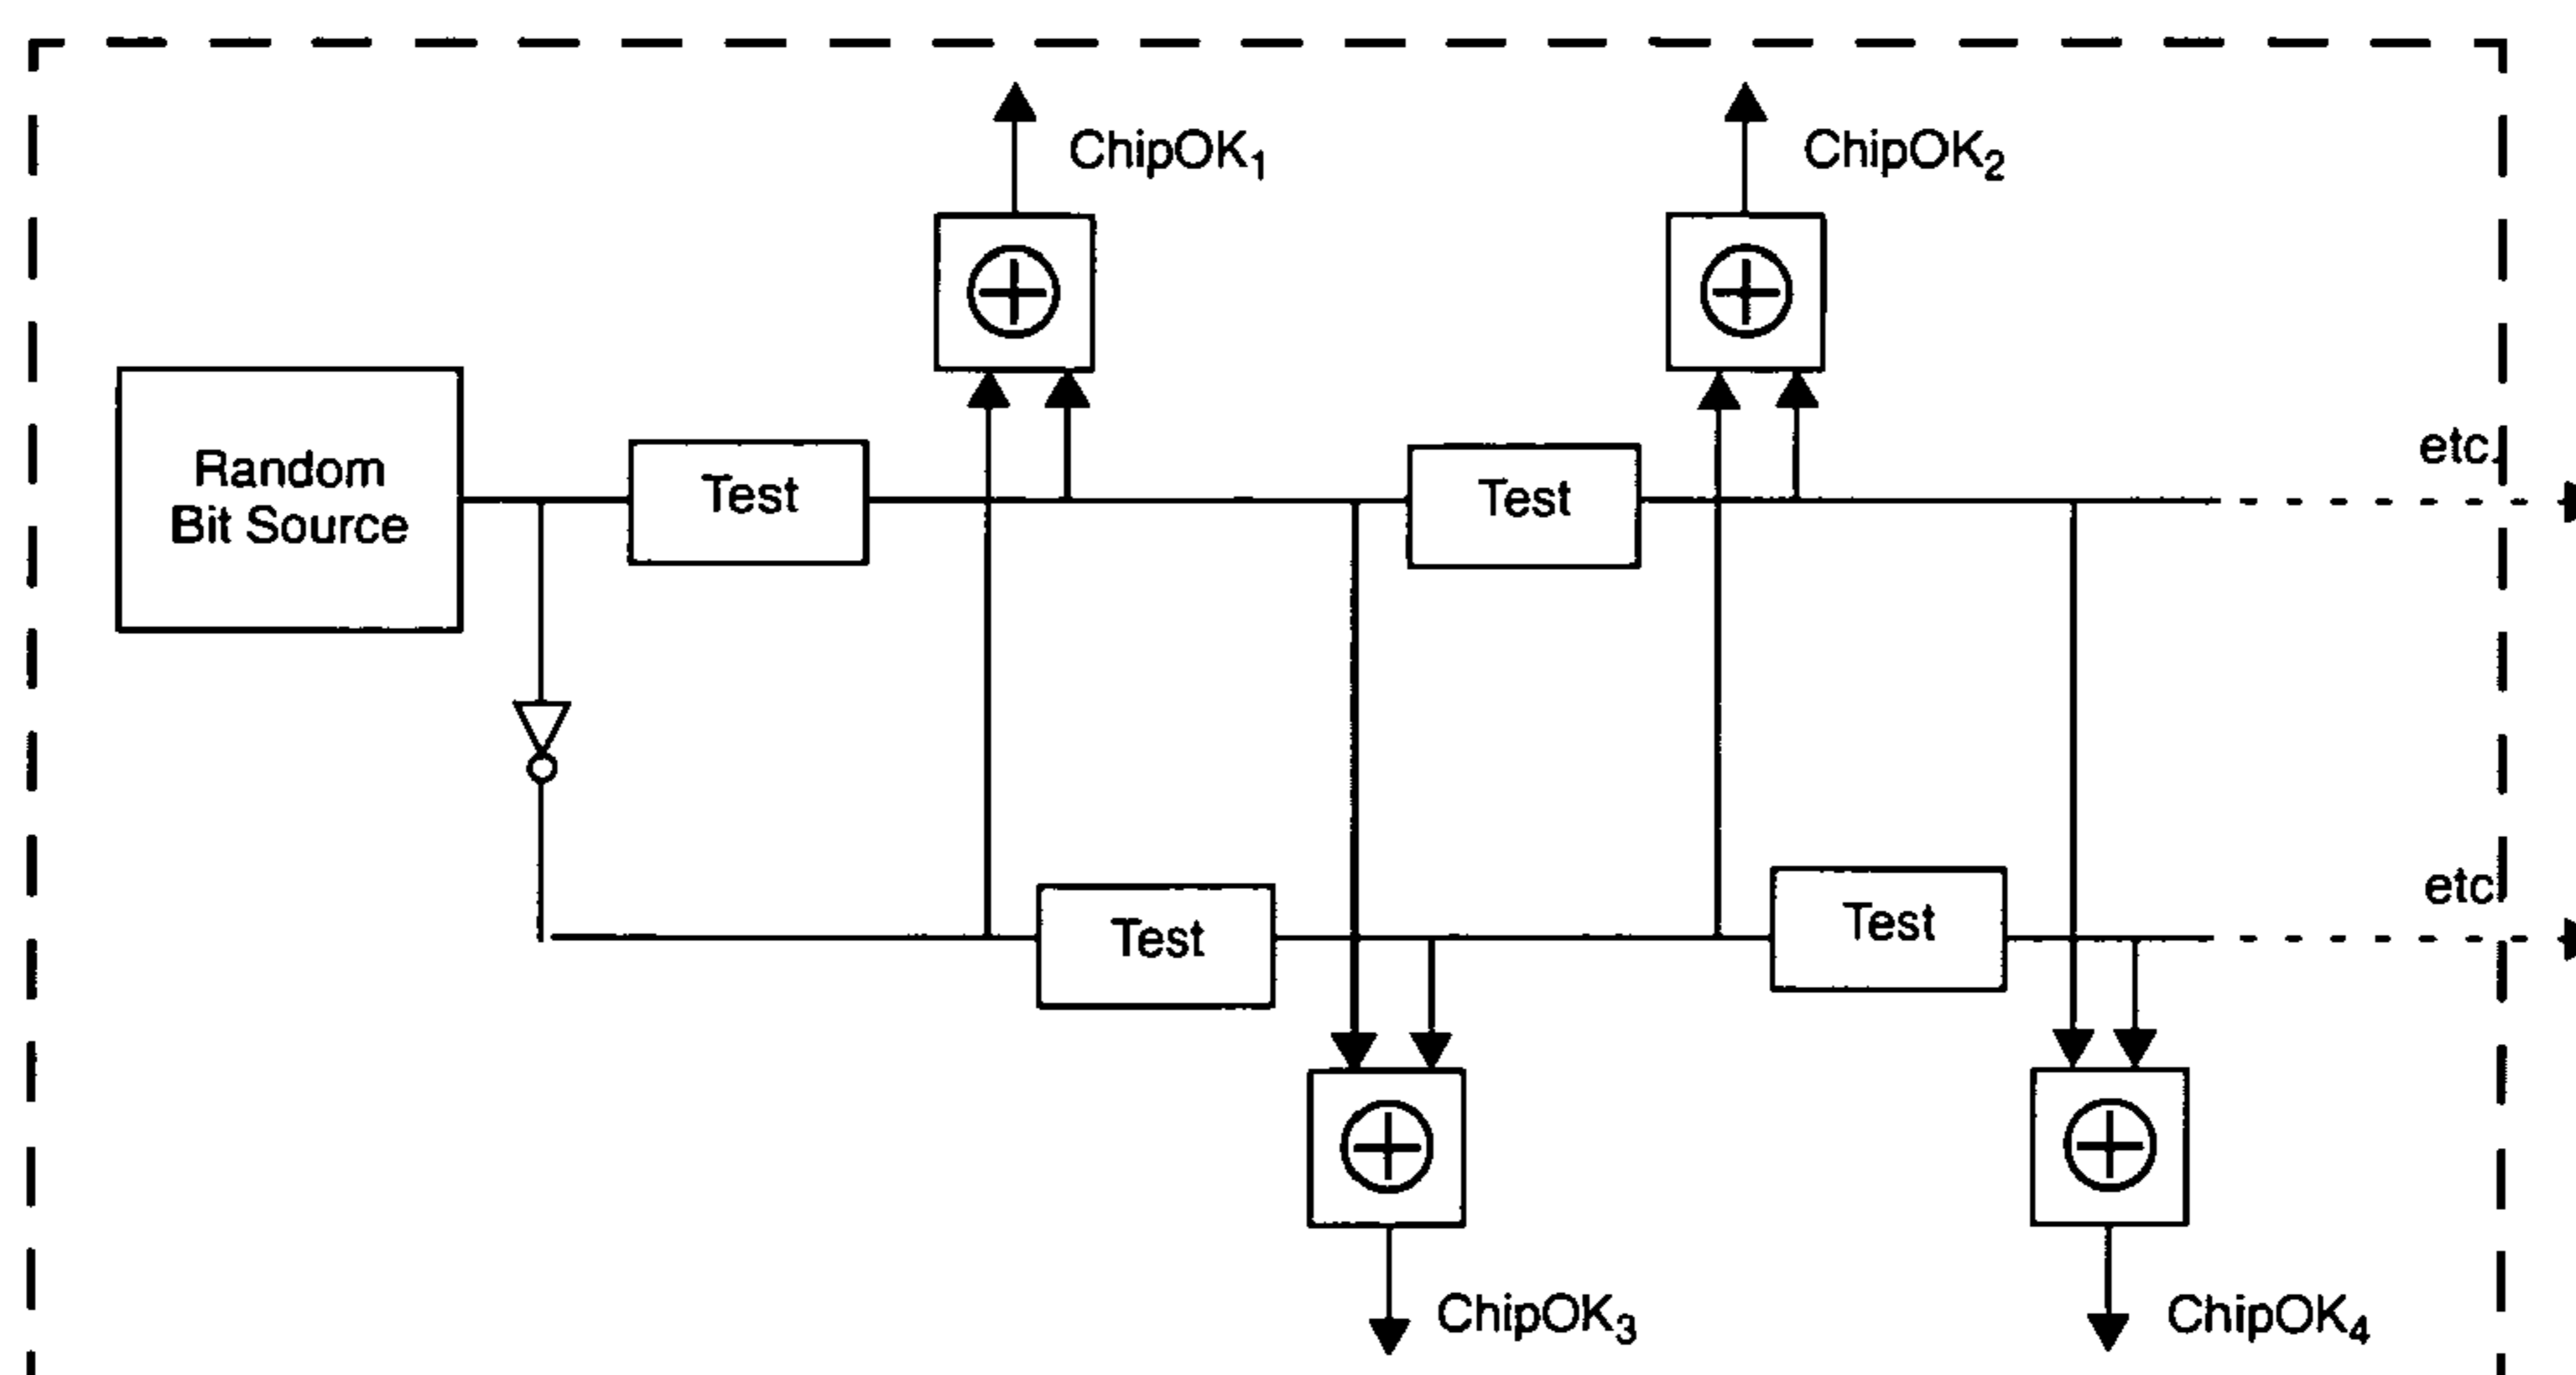 ChipOK₁
ChipOK₂
Random
Bit Source
Test
Test
etc.
Test
Test
etc.
ChipOK₃
ChipOK₄